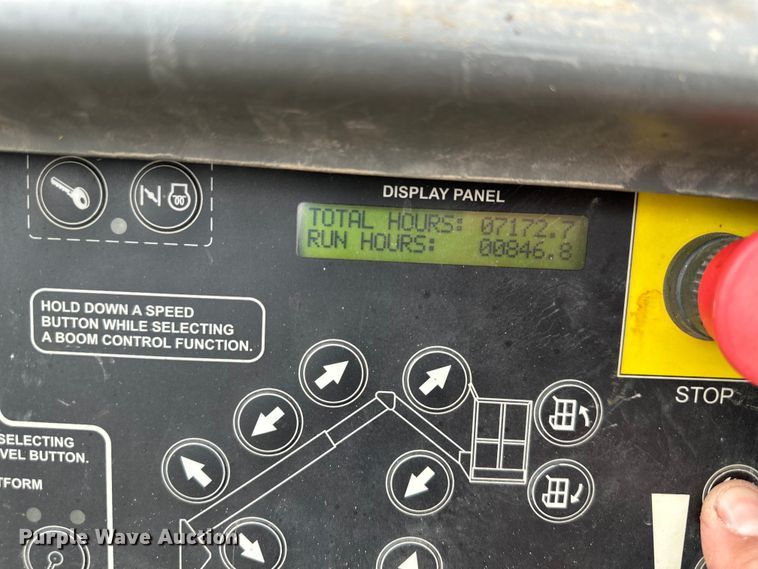 DISPLAY PANEL
TOTAL HOURS: 07172.7
RUN HOURS: 00846.8
HOLD DOWN A SPEED
BUTTON WHILE SELECTING
A BOOM CONTROL FUNCTION.
STOP
SELECTING
VEL BUTTON.
TFORM
Purple Wave Auction